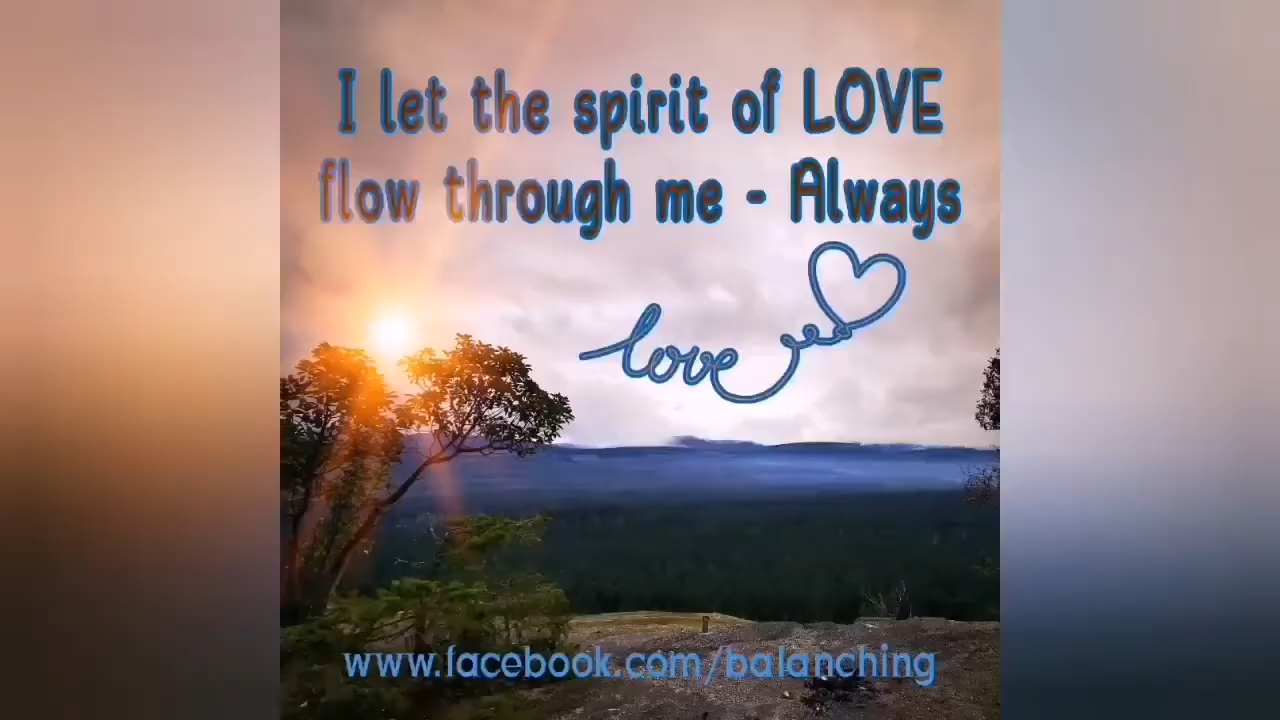 I let the spirit of LOVE
flow through me - Always
love
www.facebook.com/balanching